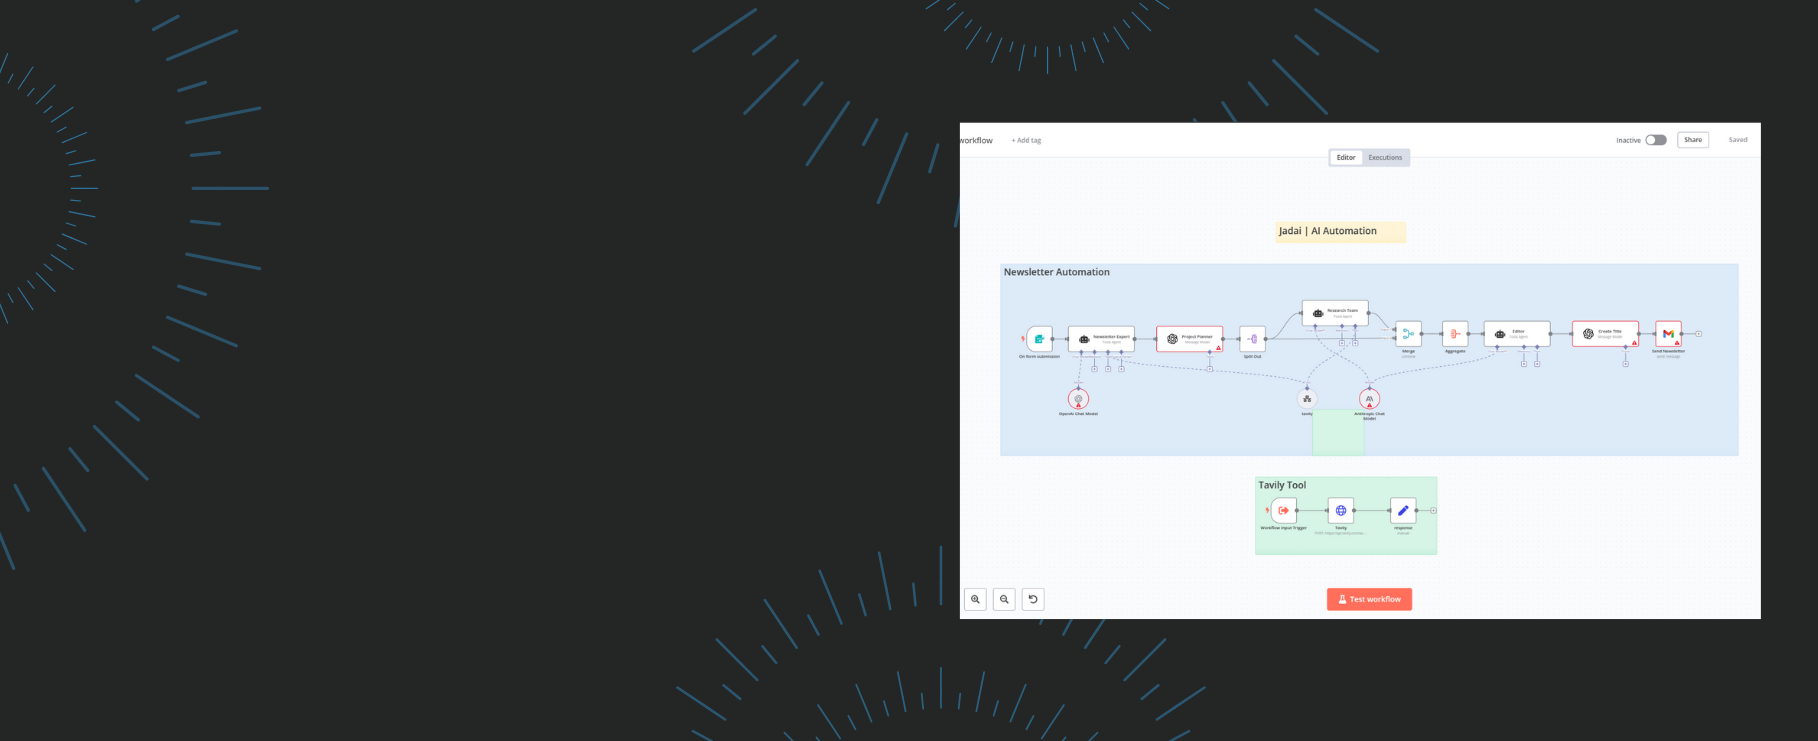 workflow
+ Add tag
Inactive
Share
Saved
Editor
Executions
Jadai | AI Automation
Newsletter Automation
On form submission
Newsletter Expert
Tools Agent
Project Planner
Message Model
Split Out
Research Team
Tools Agent
Merge
Aggregate
Editor
Tools Agent
Create Title
Message Model
Send Newsletter
OpenAI Chat Model
tavily
Anthropic Chat
Model
Tavily Tool
Workflow Input Trigger
Tavily
response
Test workflow